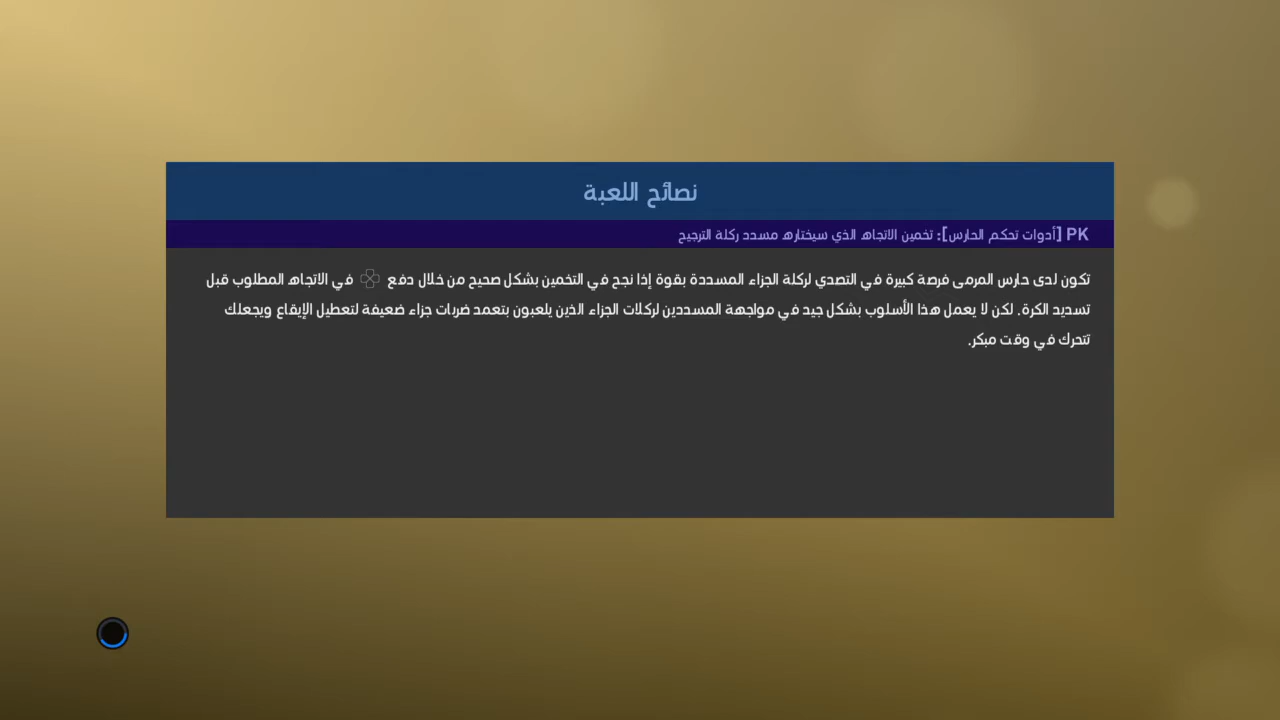 نصائح اللعبة
PK [أدوات تحكم الحارس]: تخمين الاتجاه الذي سيختاره مسدد ركلة الترجيح
تكون لدى حارس المرمى فرصة كبيرة في التصدي لركلة الجزاء المسددة بقوة إذا نجح في التخمين بشكل صحيح من خلال دفع في الاتجاه المطلوب قبل
تسديد الكرة. لكن لا يعمل هذا الأسلوب بشكل جيد في مواجهة المسددين لركلات الجزاء الذين يلعبون بتعمد ضربات جزاء ضعيفة لتعطيل الإيقاع ويجعلك
تتحرك في وقت مبكر.